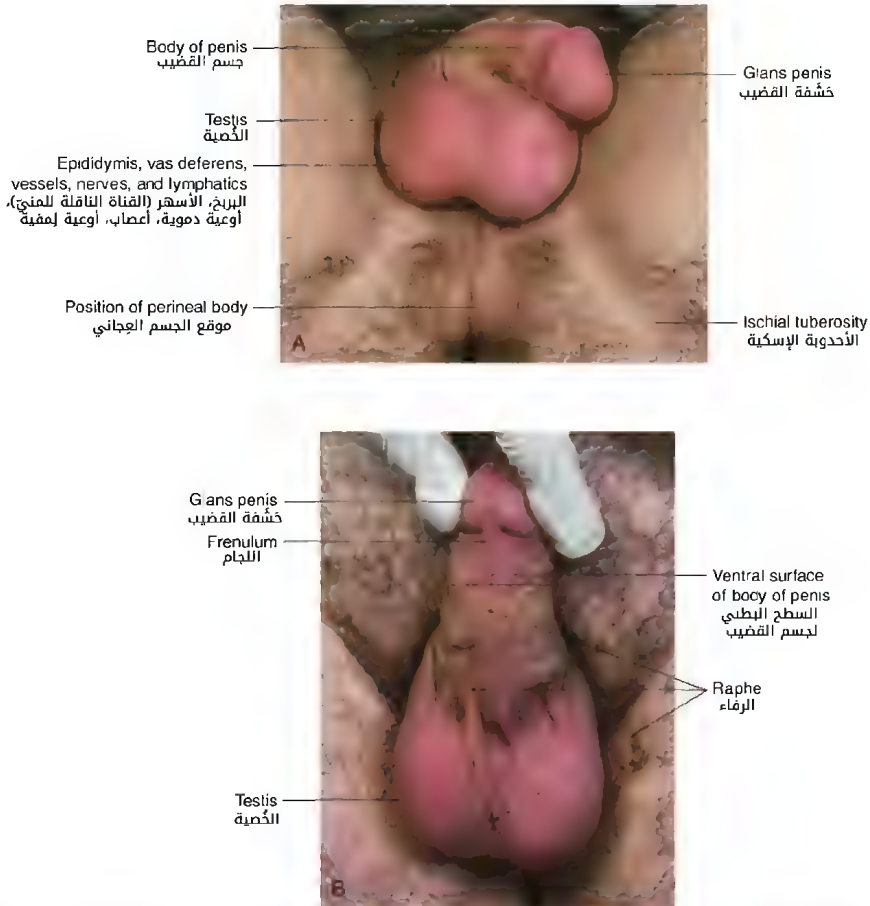 Body of penis
جسم القضيب
Glans penis
حَشَفة القضيب
Testis
الخُصية
Epididymis, vas deferens,
vessels, nerves, and lymphatics
البربخ، الأسهر (القناة الناقلة للمنيّ)،
أوعية دموية، أعصاب، أوعية لمفية
Position of perineal body
موقع الجسم العِجاني
Ischial tuberosity
الأحدوبة الإسكية
A
G ans penis
حَشَفة القضيب
Frenulum
اللجام
Ventral surface
of body of penis
السطح البطني
لجسم القضيب
Raphe
الرفاء
Testis
الخُصية
B